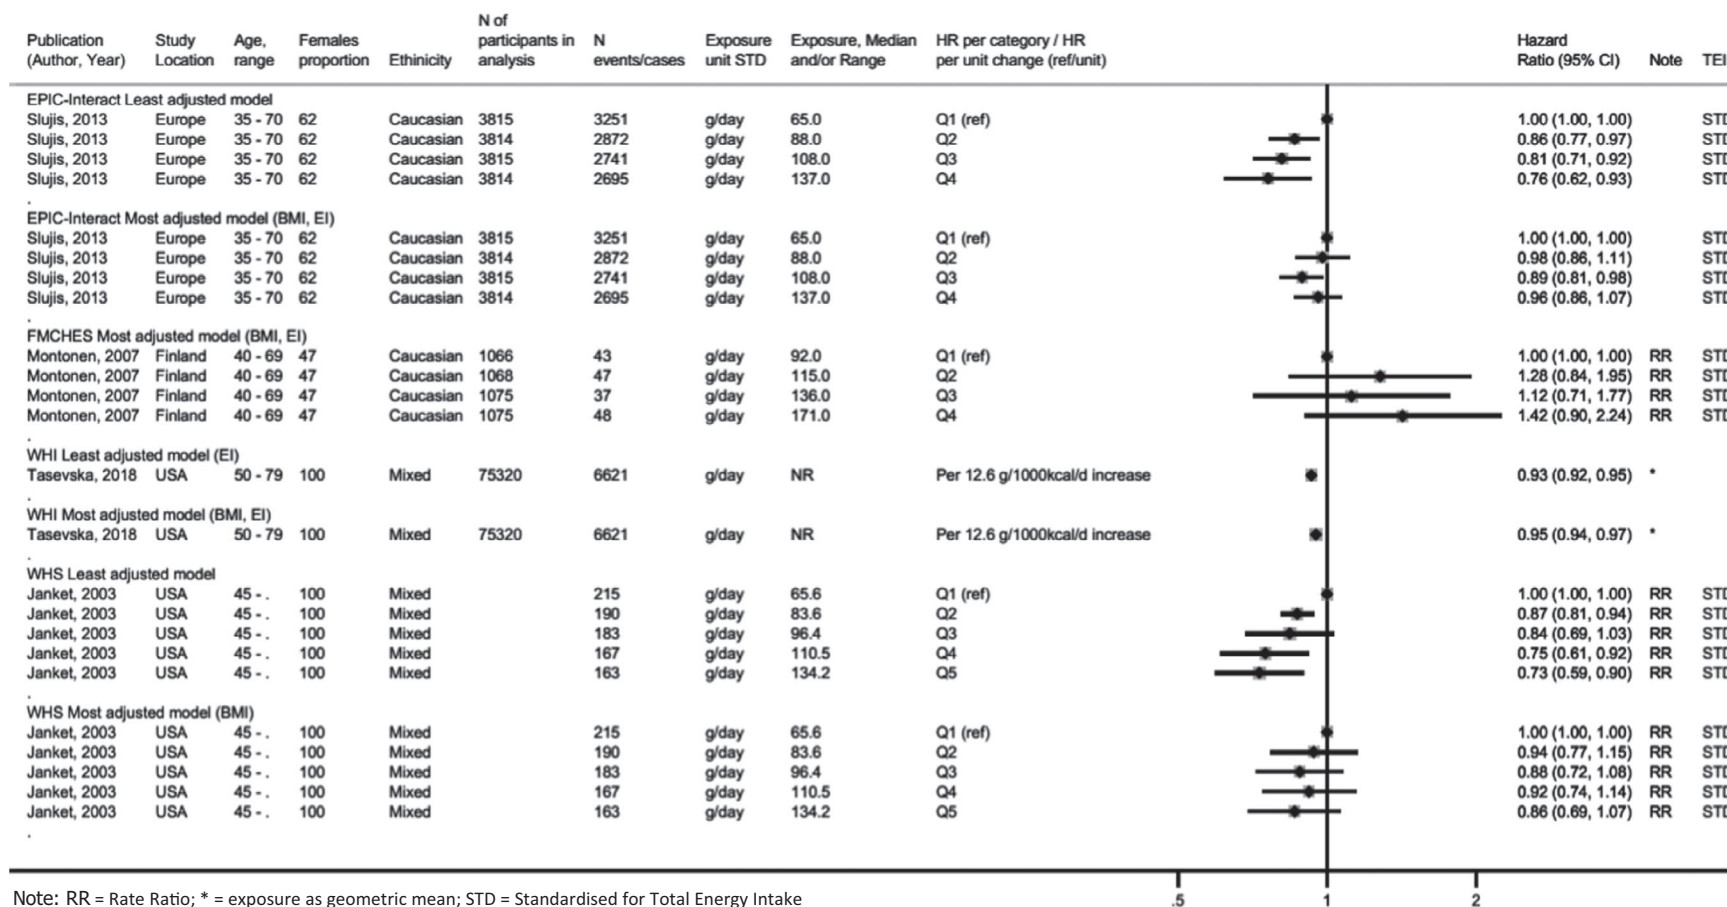 N of
Publication Study Age, Females participants in N Exposure Exposure, Median HR per category / HR Hazard
(Author, Year) Location range proportion Ethinicity analysis events/cases unit STD and/or Range per unit change (ref/unit) Ratio (95% CI) Note TEI
EPIC-Interact Least adjusted model
Slujis, 2013 Europe 35 - 70 62 Caucasian 3815 3251 g/day 65.0 Q1 (ref) 1.00 (1.00, 1.00) STD
Slujis, 2013 Europe 35 - 70 62 Caucasian 3814 2872 g/day 88.0 Q2 0.86 (0.77, 0.97) STD
Slujis, 2013 Europe 35 - 70 62 Caucasian 3815 2741 g/day 108.0 Q3 0.81 (0.71, 0.92) STD
Slujis, 2013 Europe 35 - 70 62 Caucasian 3814 2695 g/day 137.0 Q4 0.76 (0.62, 0.93) STD
.
EPIC-Interact Most adjusted model (BMI, EI)
Slujis, 2013 Europe 35 - 70 62 Caucasian 3815 3251 g/day 65.0 Q1 (ref) 1.00 (1.00, 1.00) STD
Slujis, 2013 Europe 35 - 70 62 Caucasian 3814 2872 g/day 88.0 Q2 0.98 (0.86, 1.11) STD
Slujis, 2013 Europe 35 - 70 62 Caucasian 3815 2741 g/day 108.0 Q3 0.89 (0.81, 0.98) STD
Slujis, 2013 Europe 35 - 70 62 Caucasian 3814 2695 g/day 137.0 Q4 0.96 (0.86, 1.07) STD
.
FMCHES Most adjusted model (BMI, EI)
Montonen, 2007 Finland 40 - 69 47 Caucasian 1066 43 g/day 92.0 Q1 (ref) 1.00 (1.00, 1.00) RR STD
Montonen, 2007 Finland 40 - 69 47 Caucasian 1068 47 g/day 115.0 Q2 1.28 (0.84, 1.95) RR STD
Montonen, 2007 Finland 40 - 69 47 Caucasian 1075 37 g/day 136.0 Q3 1.12 (0.71, 1.77) RR STD
Montonen, 2007 Finland 40 - 69 47 Caucasian 1075 48 g/day 171.0 Q4 1.42 (0.90, 2.24) RR STD
.
WHI Least adjusted model (EI)
Tasevska, 2018 USA 50 - 79 100 Mixed 75320 6621 g/day NR Per 12.6 g/1000kcal/d increase 0.93 (0.92, 0.95) *
.
WHI Most adjusted model (BMI, EI)
Tasevska, 2018 USA 50 - 79 100 Mixed 75320 6621 g/day NR Per 12.6 g/1000kcal/d increase 0.95 (0.94, 0.97) *
.
WHS Least adjusted model
Janket, 2003 USA 45 - . 100 Mixed 215 g/day 65.6 Q1 (ref) 1.00 (1.00, 1.00) RR STD
Janket, 2003 USA 45 - . 100 Mixed 190 g/day 83.6 Q2 0.87 (0.81, 0.94) RR STD
Janket, 2003 USA 45 - . 100 Mixed 183 g/day 96.4 Q3 0.84 (0.69, 1.03) RR STD
Janket, 2003 USA 45 - . 100 Mixed 167 g/day 110.5 Q4 0.75 (0.61, 0.92) RR STD
Janket, 2003 USA 45 - . 100 Mixed 163 g/day 134.2 Q5 0.73 (0.59, 0.90) RR STD
.
WHS Most adjusted model (BMI)
Janket, 2003 USA 45 - . 100 Mixed 215 g/day 65.6 Q1 (ref) 1.00 (1.00, 1.00) RR STD
Janket, 2003 USA 45 - . 100 Mixed 190 g/day 83.6 Q2 0.94 (0.77, 1.15) RR STD
Janket, 2003 USA 45 - . 100 Mixed 183 g/day 96.4 Q3 0.88 (0.72, 1.08) RR STD
Janket, 2003 USA 45 - . 100 Mixed 167 g/day 110.5 Q4 0.92 (0.74, 1.14) RR STD
Janket, 2003 USA 45 - . 100 Mixed 163 g/day 134.2 Q5 0.86 (0.69, 1.07) RR STD
.
.5 1 2
Note: RR = Rate Ratio; * = exposure as geometric mean; STD = Standardised for Total Energy Intake